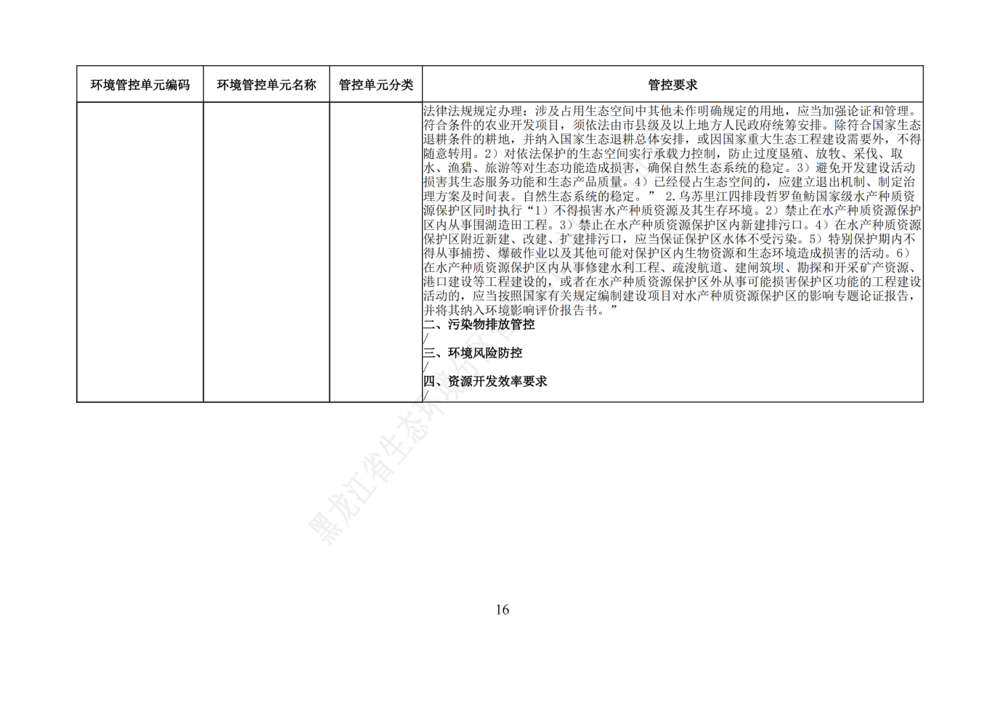 环境管控单元编码 环境管控单元名称 管控单元分类 管控要求
法律法规规定办理；涉及占用生态空间中其他未作明确规定的用地，应当加强论证和管理。
符合条件的农业开发项目，须依法由市县级及以上地方人民政府统筹安排。除符合国家生态
退耕条件的耕地，并纳入国家生态退耕总体安排，或因国家重大生态工程建设需要外，不得
随意转用。2）对依法保护的生态空间实行承载力控制，防止过度垦殖、放牧、采伐、取
水、渔猎、旅游等对生态功能造成损害，确保自然生态系统的稳定。3）避免开发建设活动
损害其生态服务功能和生态产品质量。4）已经侵占生态空间的，应建立退出机制、制定治
理方案及时间表。自然生态系统的稳定。” 2.乌苏里江四排段哲罗鱼鲂国家级水产种质资
源保护区同时执行“1）不得损害水产种质资源及其生存环境。2）禁止在水产种质资源保护
区内从事围湖造田工程。3）禁止在水产种质资源保护区内新建排污口。4）在水产种质资源
保护区附近新建、改建、扩建排污口，应当保证保护区水体不受污染。5）特别保护期内不
得从事捕捞、爆破作业以及其他可能对保护区内生物资源和生态环境造成损害的活动。6）
在水产种质资源保护区内从事修建水利工程、疏浚航道、建闸筑坝、勘探和开采矿产资源、
港口建设等工程建设的，或者在水产种质资源保护区外从事可能损害保护区功能的工程建设
活动的，应当按照国家有关规定编制建设项目对水产种质资源保护区的影响专题论证报告，
并将其纳入环境影响评价报告书。”
二、污染物排放管控
/
三、环境风险防控
/
四、资源开发效率要求
/
黑龙江省生态环境分区管
16